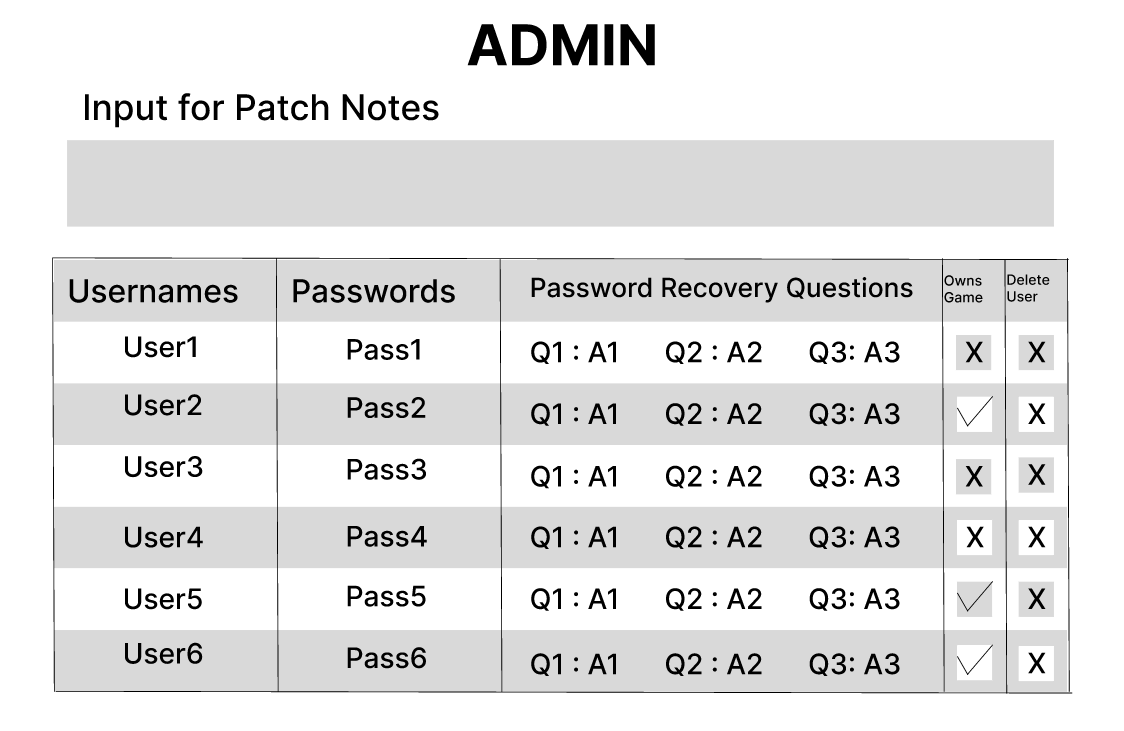 ADMIN
Input for Patch Notes
Usernames Passwords Password Recovery Questions Owns Game Delete User
User1 Pass1 Q1 : A1 Q2 : A2 Q3: A3 X X
User2 Pass2 Q1 : A1 Q2 : A2 Q3: A3 X
User3 Pass3 Q1 : A1 Q2 : A2 Q3: A3 X X
User4 Pass4 Q1 : A1 Q2 : A2 Q3: A3 X X
User5 Pass5 Q1 : A1 Q2 : A2 Q3: A3 X
User6 Pass6 Q1 : A1 Q2 : A2 Q3: A3 X